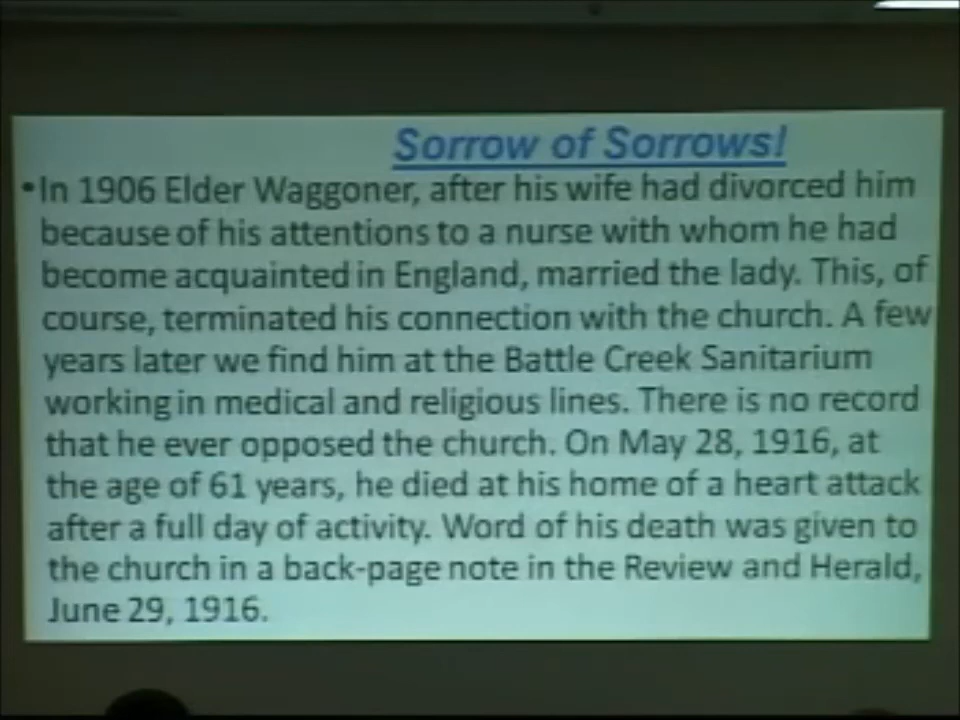 Sorrow of Sorrows!
•In 1906 Elder Waggoner, after his wife had divorced him
because of his attentions to a nurse with whom he had
become acquainted in England, married the lady. This, of
course, terminated his connection with the church. A few
years later we find him at the Battle Creek Sanitarium
working in medical and religious lines. There is no record
that he ever opposed the church. On May 28, 1916, at
the age of 61 years, he died at his home of a heart attack
after a full day of activity. Word of his death was given to
the church in a back-page note in the Review and Herald,
June 29, 1916.